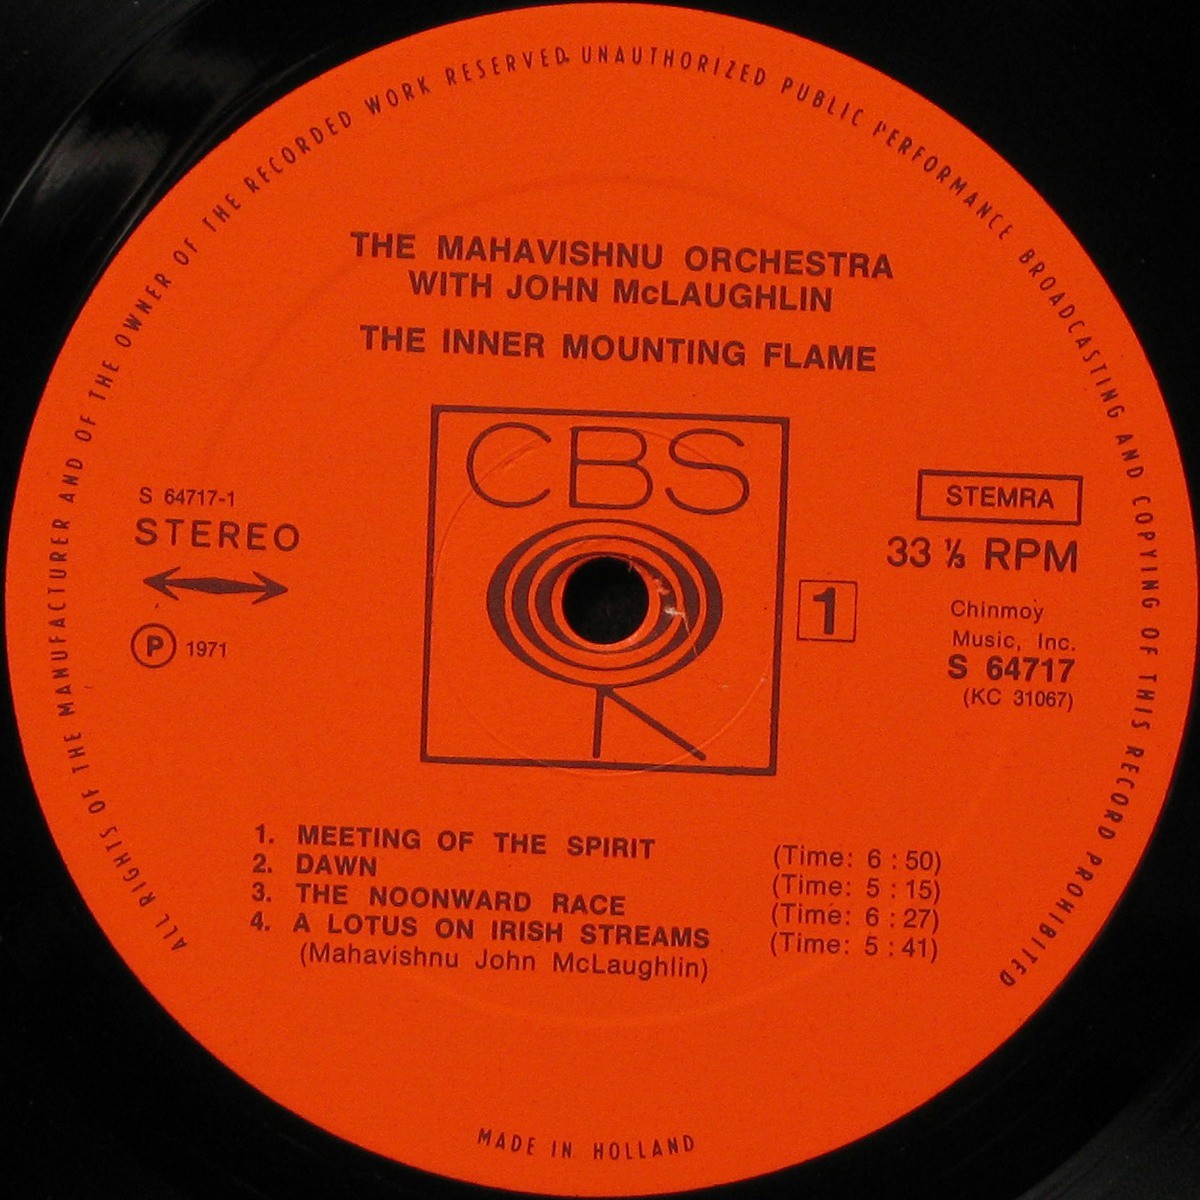 ALL RIGHTS OF THE MANUFACTURER AND OF THE OWNER OF THE RECORDED WORK RESERVED. UNAUTHORIZED PUBLIC PERFORMANCE BROADCASTING AND COPYING OF THIS RECORD PROHIBITED
THE MAHAVISHNU ORCHESTRA
WITH JOHN McLAUGHLIN
THE INNER MOUNTING FLAME
CBS
S 64717-1
STEREO
P 1971
STEMRA
33 ⅓ RPM
1
Chinmoy
Music, Inc.
S 64717
(KC 31067)
1. MEETING OF THE SPIRIT (Time: 6 : 50)
2. DAWN (Time: 5 : 15)
3. THE NOONWARD RACE (Time: 6 : 27)
4. A LOTUS ON IRISH STREAMS (Time: 5 : 41)
(Mahavishnu John McLaughlin)
MADE IN HOLLAND